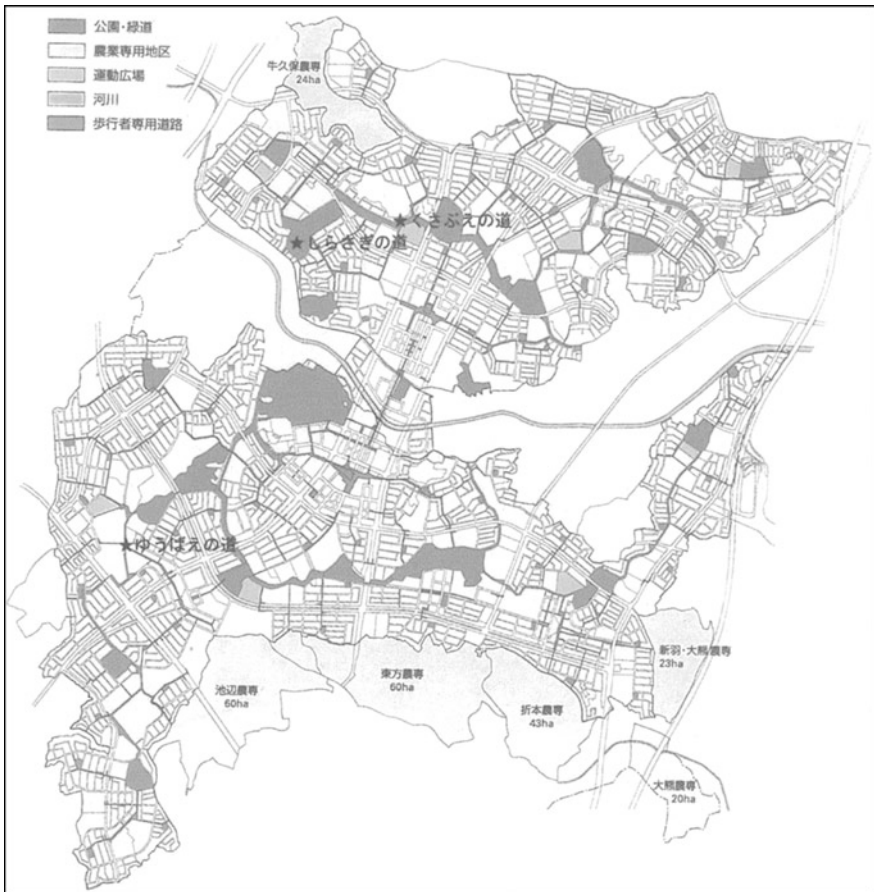 公園・緑道
農業専用地区
運動広場
河川
歩行者専用道路
牛久保農専
24ha
★くさぶえの道
★しらさぎの道
★ゆうばえの道
新羽・大熊農専
23ha
東方農専
60ha
池辺農専
60ha
折本農専
43ha
大熊農専
20ha